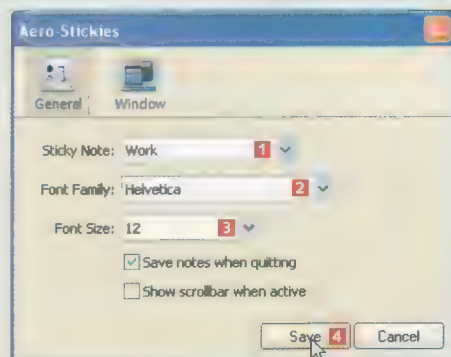 Aero-Stickies
General Window
Sticky Note: Work 1
Font Family: Helvetica 2
Font Size: 12 3
Save notes when quitting
Show scrollbar when active
Save 4 Cancel